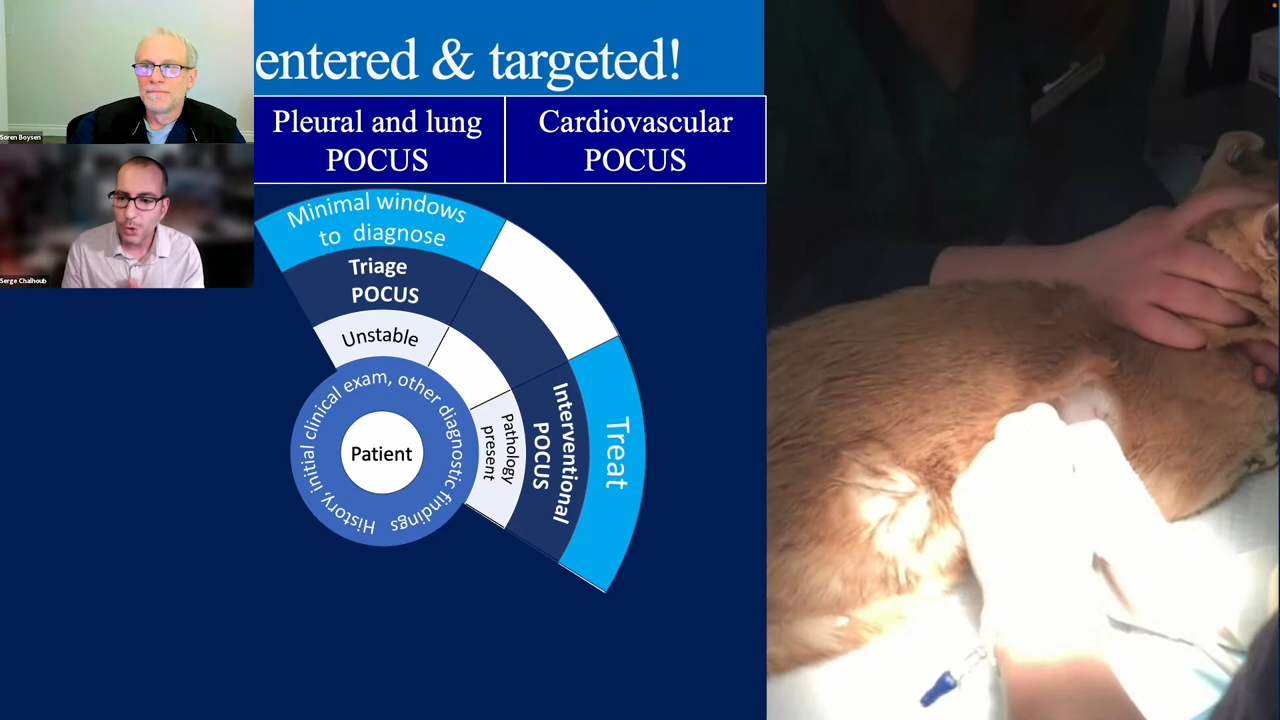 entered & targeted!
Soren Boysen
Serge Chalhoub
Pleural and lung
POCUS
Cardiovascular
POCUS
Minimal windows
to diagnose
Triage
POCUS
Unstable
History, initial clinical exam, other diagnostic findings
Patient
Pathology
present
Interventional
POCUS
Treat